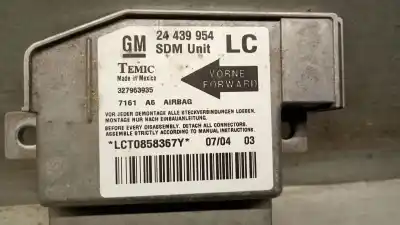 GM 24 439 954 LC
SDM Unit
TEMIC
Made in Mexico
VORNE
FORWARD
327963935
7161 A6 AIRBAG
VOR JEDER DEMONTAGE ALLE STECKVERBINDUNGEN LOESEN.
MONTAGE NUR NACH EINBAUANLEITUNG.
BEFORE EVERY DISASSEMBLY, DETACH ALL CONNECTORS.
ASSEMBLE STRICTLY ACCORDING TO MANUAL INSTRUCTIONS.
*LCT0858367Y* 07/04 03